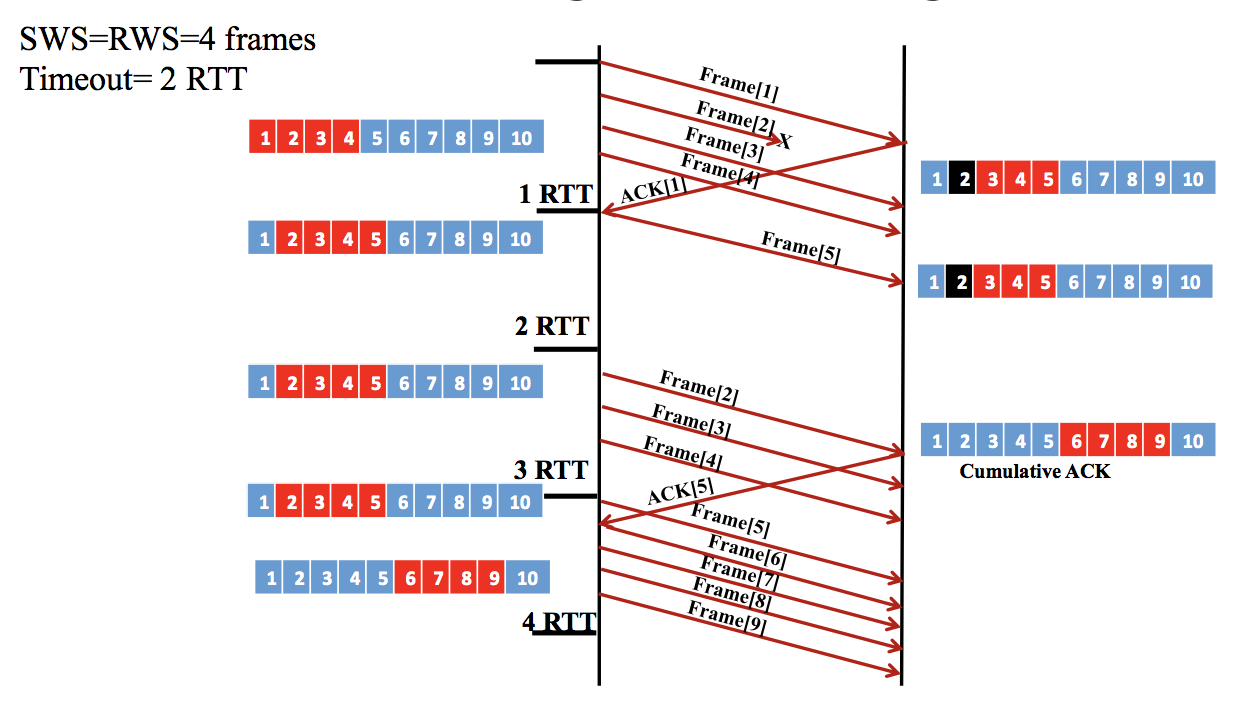 SWS=RWS=4 frames
Timeout= 2 RTT
Frame[1]
Frame[2]
X
Frame[3]
Frame[4]
1 2 3 4 5 6 7 8 9 10
1 2 3 4 5 6 7 8 9 10
1 RTT
ACK[1]
1 2 3 4 5 6 7 8 9 10
Frame[5]
1 2 3 4 5 6 7 8 9 10
2 RTT
1 2 3 4 5 6 7 8 9 10
Frame[2]
Frame[3]
Frame[4]
1 2 3 4 5 6 7 8 9 10
Cumulative ACK
3 RTT
ACK[5]
1 2 3 4 5 6 7 8 9 10
Frame[5]
Frame[6]
Frame[7]
Frame[8]
Frame[9]
1 2 3 4 5 6 7 8 9 10
4 RTT